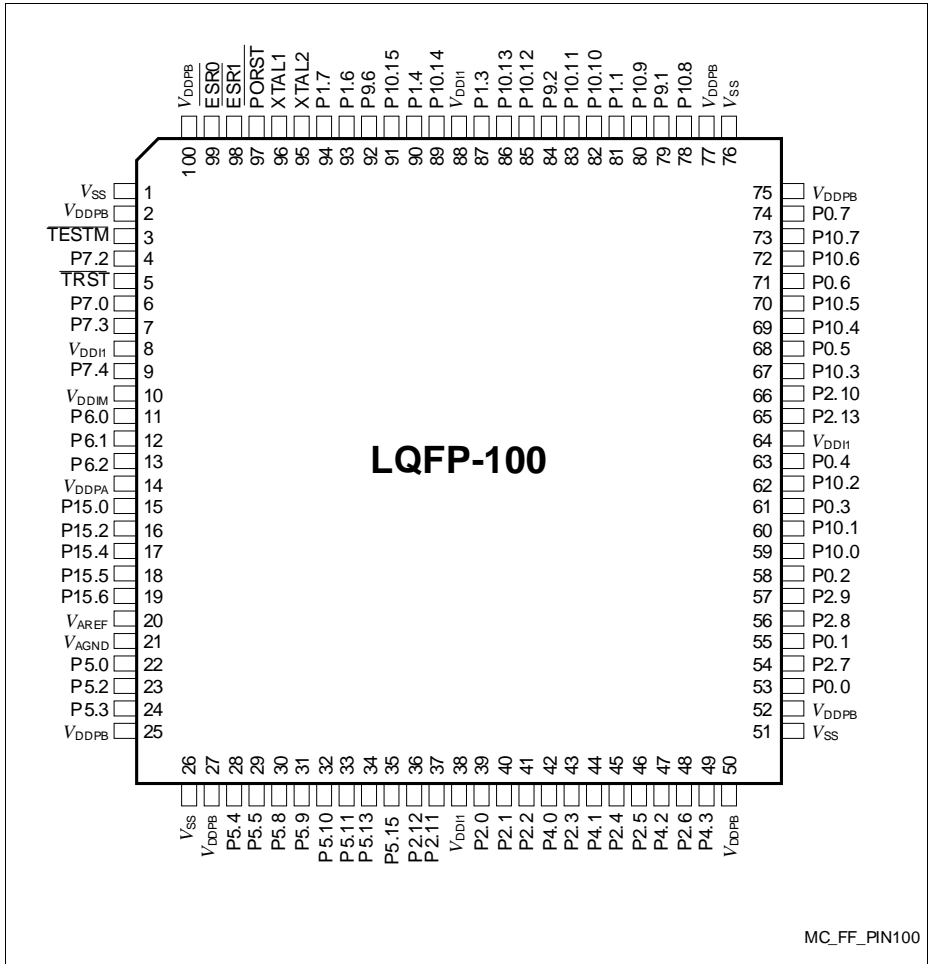 VDDPB
ESR0
ESR1
PORST
XTAL1
XTAL2
P1.7
P1.6
P9.6
P10.15
P1.4
P10.14
VDDI1
P1.3
P10.13
P10.12
P9.2
P10.11
P10.10
P1.1
P10.9
P9.1
P10.8
VDDPB
VSS
100 99 98 97 96 95 94 93 92 91 90 89 88 87 86 85 84 83 82 81 80 79 78 77 76
VSS 1
VDDPB 2
TESTM 3
P7.2 4
TRST 5
P7.0 6
P7.3 7
VDDI1 8
P7.4 9
VDDIM 10
P6.0 11
P6.1 12
P6.2 13
VDDPA 14
P15.0 15
P15.2 16
P15.4 17
P15.5 18
P15.6 19
VAREF 20
VAGND 21
P5.0 22
P5.2 23
P5.3 24
VDDPB 25
LQFP-100
75 VDDPB
74 P0.7
73 P10.7
72 P10.6
71 P0.6
70 P10.5
69 P10.4
68 P0.5
67 P10.3
66 P2.10
65 P2.13
64 VDDI1
63 P0.4
62 P10.2
61 P0.3
60 P10.1
59 P10.0
58 P0.2
57 P2.9
56 P2.8
55 P0.1
54 P2.7
53 P0.0
52 VDDPB
51 VSS
26 27 28 29 30 31 32 33 34 35 36 37 38 39 40 41 42 43 44 45 46 47 48 49 50
VSS
VDDPB
P5.4
P5.5
P5.8
P5.9
P5.10
P5.11
P5.13
P5.15
P2.12
P2.11
VDDI1
P2.0
P2.1
P2.2
P4.0
P2.3
P4.1
P2.4
P2.5
P4.2
P2.6
P4.3
VDDPB
MC_FF_PIN100